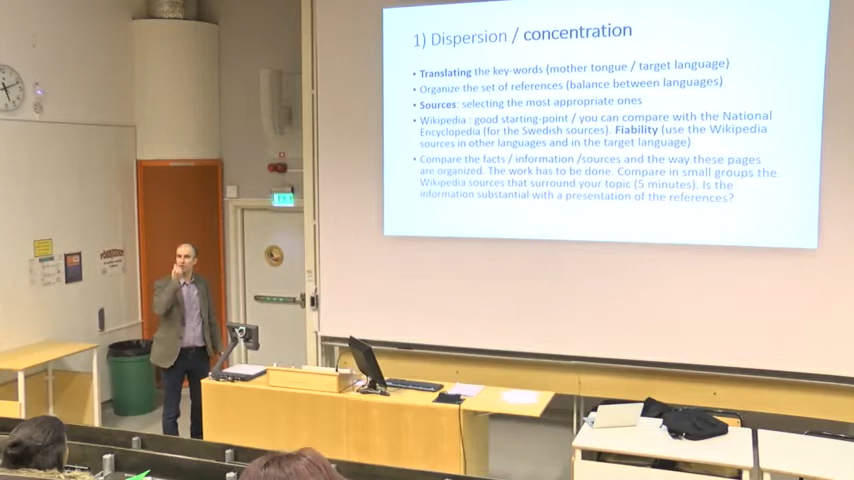 1) Dispersion / concentration
• Translating the key-words (mother tongue / target language)
• Organize the set of references (balance between languages)
• Sources: selecting the most appropriate ones
• Wikipedia : good starting-point / you can compare with the National
Encyclopedia (for the Swedish sources). Fiability (use the Wikipedia
sources in other languages and in the target language)
• Compare the facts / information /sources and the way these pages
are organized. The work has to be done. Compare in small groups the
Wikipedia sources that surround your topic (5 minutes). Is the
information substantial with a presentation of the references?